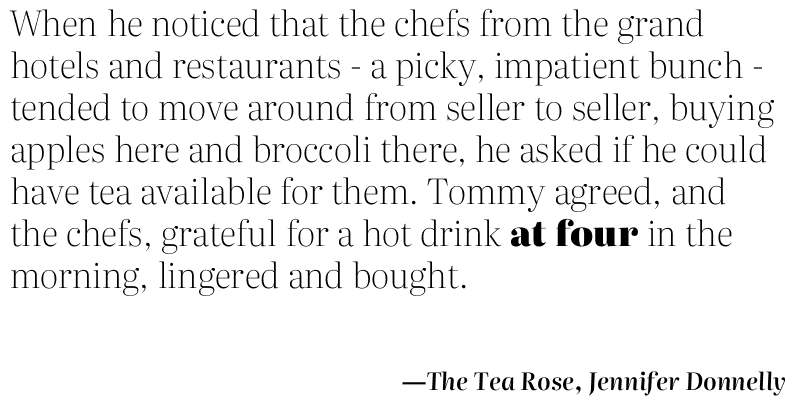 When he noticed that the chefs from the grand
hotels and restaurants - a picky, impatient bunch -
tended to move around from seller to seller, buying
apples here and broccoli there, he asked if he could
have tea available for them. Tommy agreed, and
the chefs, grateful for a hot drink at four in the
morning, lingered and bought.
—The Tea Rose, Jennifer Donnelly